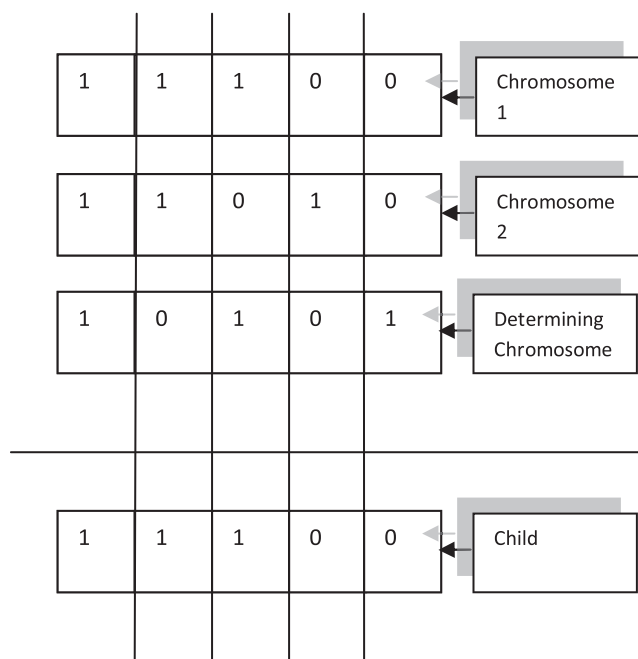 1 1 1 0 0 Chromosome
1
1 1 0 1 0 Chromosome
2
1 0 1 0 1 Determining
Chromosome
1 1 1 0 0 Child